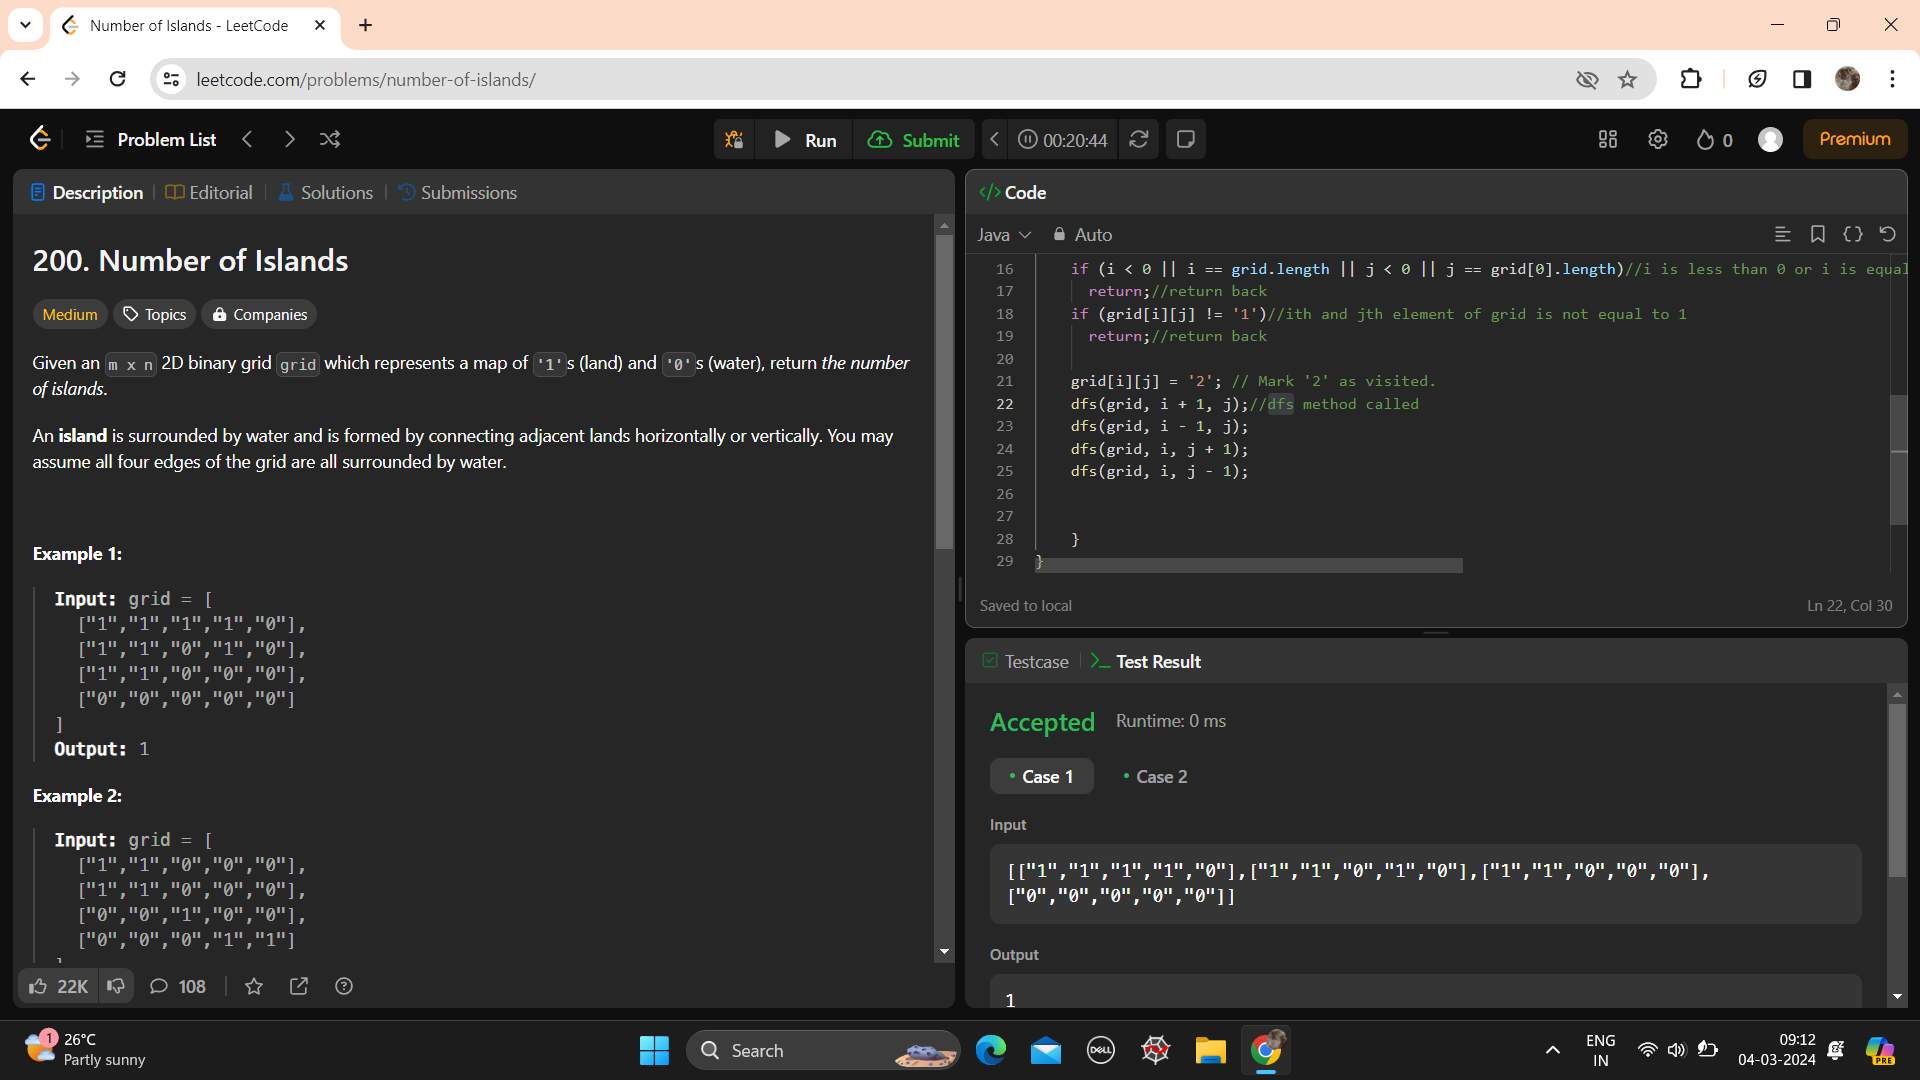 Number of Islands - LeetCode
leetcode.com/problems/number-of-islands/
Problem List
Run
Submit
00:20:44
0
Premium
Description
Editorial
Solutions
Submissions
200. Number of Islands
Medium
Topics
Companies
Given an m x n 2D binary grid grid which represents a map of '1's (land) and '0's (water), return the number
of islands.
An island is surrounded by water and is formed by connecting adjacent lands horizontally or vertically. You may
assume all four edges of the grid are all surrounded by water.
Example 1:
Input: grid = [
["1","1","1","1","0"],
["1","1","0","1","0"],
["1","1","0","0","0"],
["0","0","0","0","0"]
]
Output: 1
Example 2:
Input: grid = [
["1","1","0","0","0"],
["1","1","0","0","0"],
["0","0","1","0","0"],
["0","0","0","1","1"]
22K
108
Code
Java
Auto
16 if (i < 0 || i == grid.length || j < 0 || j == grid[0].length)//i is less than 0 or i is equal
17 return;//return back
18 if (grid[i][j] != '1')//ith and jth element of grid is not equal to 1
19 return;//return back
20
21 grid[i][j] = '2'; // Mark '2' as visited.
22 dfs(grid, i + 1, j);//dfs method called
23 dfs(grid, i - 1, j);
24 dfs(grid, i, j + 1);
25 dfs(grid, i, j - 1);
26
27
28 }
29 }
Saved to local
Ln 22, Col 30
Testcase
Test Result
Accepted
Runtime: 0 ms
Case 1
Case 2
Input
[["1","1","1","1","0"],["1","1","0","1","0"],["1","1","0","0","0"],
["0","0","0","0","0"]]
Output
1
1
26°C
Partly sunny
Search
DELL
ENG
IN
09:12
04-03-2024
PRE